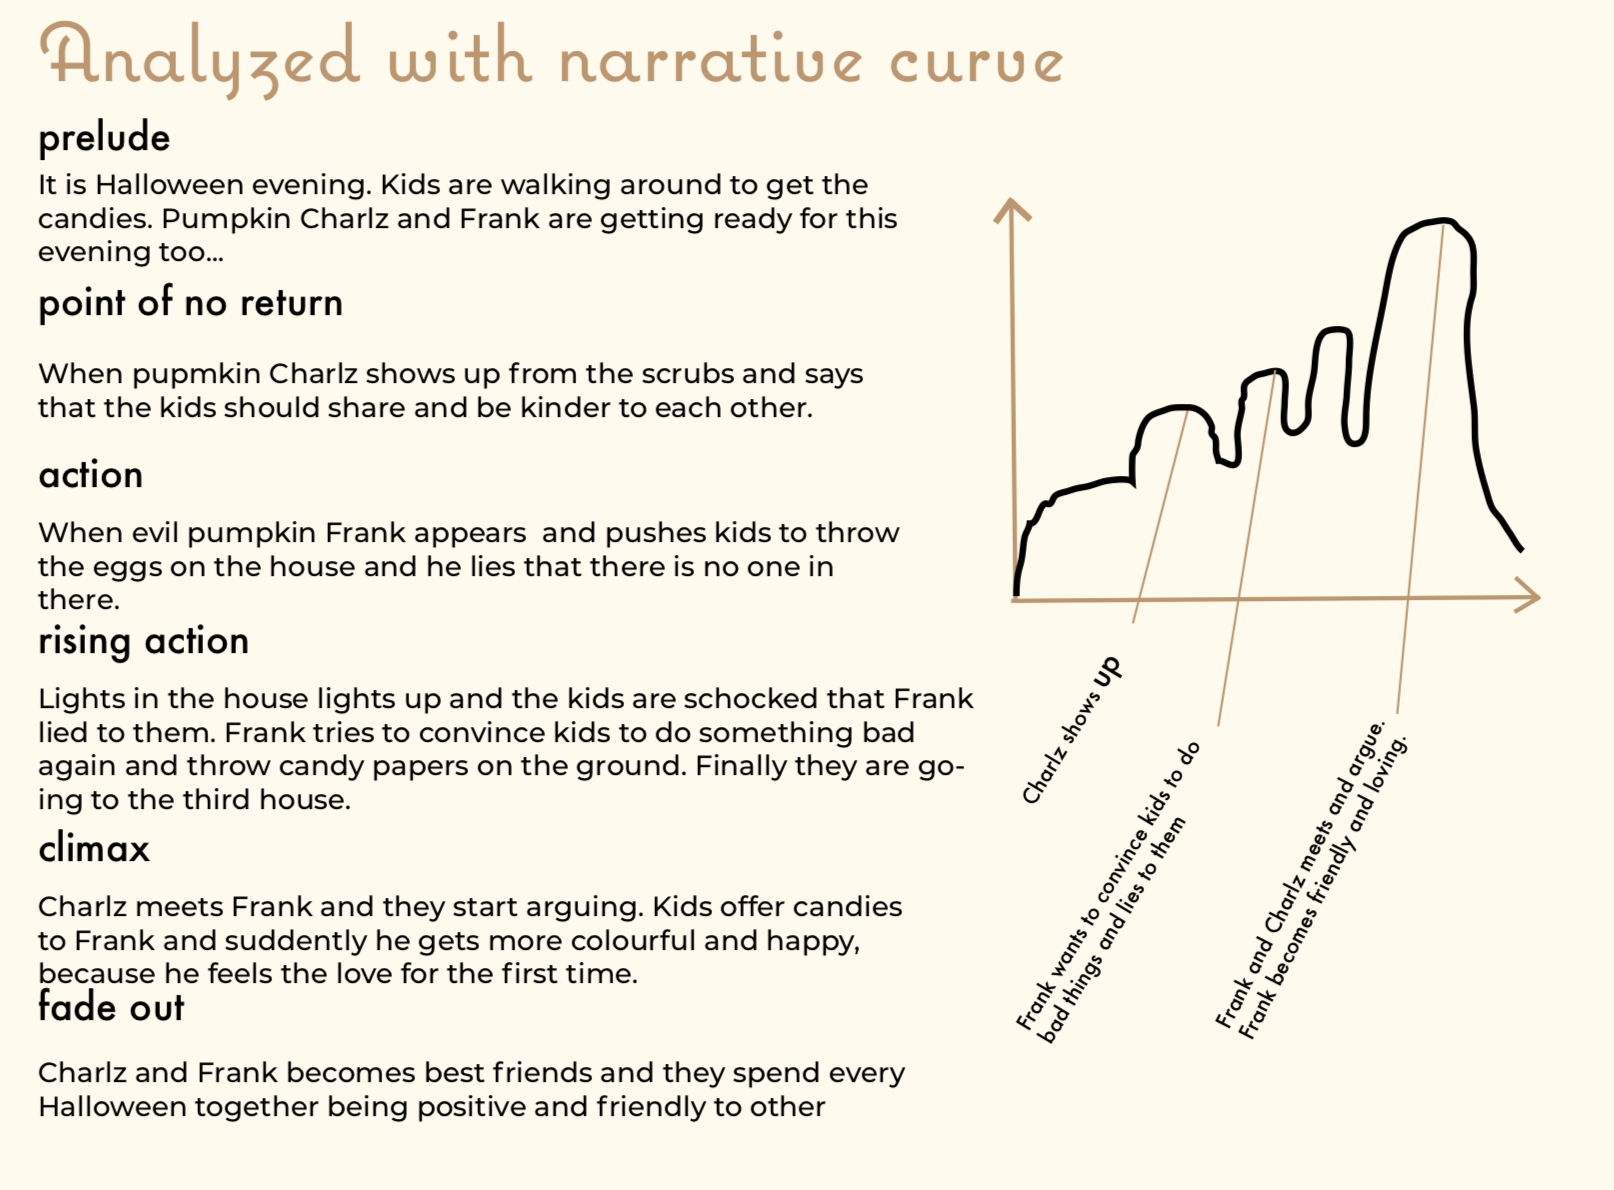 Analyzed with narrative curve
prelude
It is Halloween evening. Kids are walking around to get the
candies. Pumpkin Charlz and Frank are getting ready for this
evening too...
point of no return
When pupmkin Charlz shows up from the scrubs and says
that the kids should share and be kinder to each other.
action
When evil pumpkin Frank appears  and pushes kids to throw
the eggs on the house and he lies that there is no one in
there.
rising action
Lights in the house lights up and the kids are schocked that Frank
lied to them. Frank tries to convince kids to do something bad
again and throw candy papers on the ground. Finally they are go-
ing to the third house.
climax
Charlz meets Frank and they start arguing. Kids offer candies
to Frank and suddently he gets more colourful and happy,
because he feels the love for the first time.
fade out
Charlz and Frank becomes best friends and they spend every
Halloween together being positive and friendly to other
Charlz shows up
Frank wants to convince kids to do
bad things and lies to them
Frank and Charlz meets and argue.
Frank becomes friendly and loving.